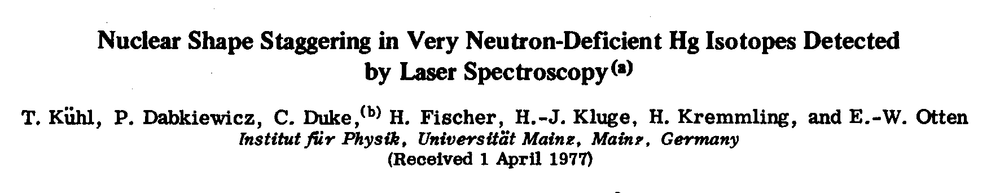 Nuclear Shape Staggering in Very Neutron-Deficient Hg Isotopes Detected
by Laser Spectroscopy(a)
T. Kühl, P. Dabkiewicz, C. Duke,(b) H. Fischer, H.-J. Kluge, H. Kremmling, and E.-W. Otten
Institut für Physik, Universität Mainz, Mainz, Germany
(Received 1 April 1977)